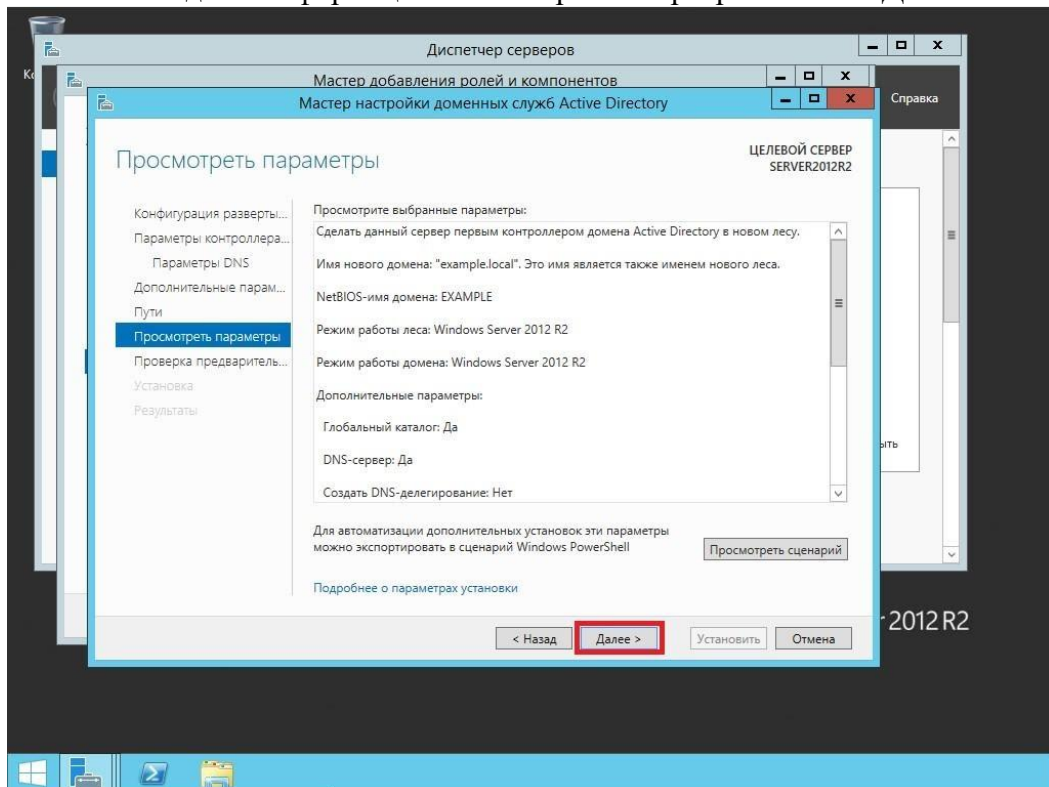 Диспетчер серверов
Мастер добавления ролей и компонентов
Мастер настройки доменных служб Active Directory
Справка
Просмотреть параметры
ЦЕЛЕВОЙ СЕРВЕР
SERVER2012R2
Конфигурация разверты...
Параметры контроллера...
Параметры DNS
Дополнительные парам...
Пути
Просмотреть параметры
Проверка предваритель...
Установка
Результаты
Просмотрите выбранные параметры:
Сделать данный сервер первым контроллером домена Active Directory в новом лесу.
Имя нового домена: "example.local". Это имя является также именем нового леса.
NetBIOS-имя домена: EXAMPLE
Режим работы леса: Windows Server 2012 R2
Режим работы домена: Windows Server 2012 R2
Дополнительные параметры:
Глобальный каталог: Да
DNS-сервер: Да
Создать DNS-делегирование: Нет
Для автоматизации дополнительных установок эти параметры
можно экспортировать в сценарий Windows PowerShell
Просмотреть сценарий
Подробнее о параметрах установки
< Назад Далее > Установить Отмена
2012 R2